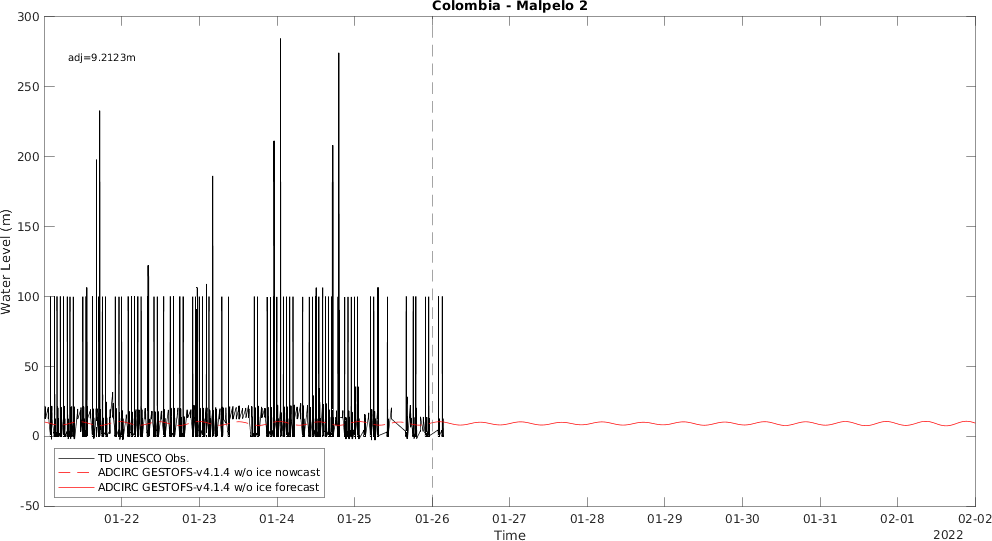 Colombia - Malpelo 2
300
250
200
150
100
50
0
-50
Water Level (m)
adj=9.2123m
TD UNESCO Obs.
ADCIRC GESTOFS-v4.1.4 w/o ice nowcast
ADCIRC GESTOFS-v4.1.4 w/o ice forecast
01-22 01-23 01-24 01-25 01-26 01-27 01-28 01-29 01-30 01-31 02-01 02-02
Time
2022